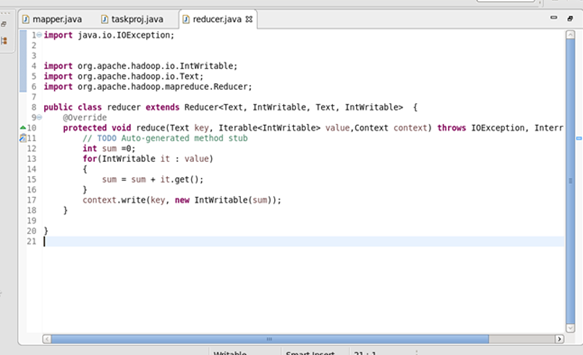 mapper.java taskproj.java reducer.java
1 import java.io.IOException;
2
3
4 import org.apache.hadoop.io.IntWritable;
5 import org.apache.hadoop.io.Text;
6 import org.apache.hadoop.mapreduce.Reducer;
7
8 public class reducer extends Reducer<Text, IntWritable, Text, IntWritable>  {
9     @Override
10     protected void reduce(Text key, Iterable<IntWritable> value,Context context) throws IOException, Interr
11         // TODO Auto-generated method stub
12         int sum =0;
13         for(IntWritable it : value)
14         {
15             sum = sum + it.get();
16         }
17         context.write(key, new IntWritable(sum));
18     }
19
20 }
21
Writable Smart Insert 21 : 1